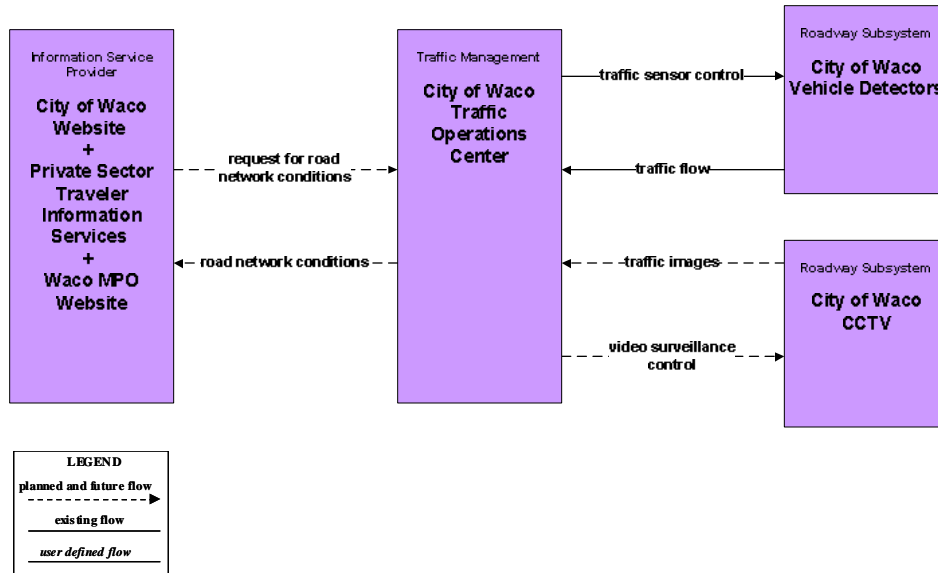 Information Service
Provider
City of Waco
Website
+
Private Sector
Traveler
Information
Services
+
Waco MPO
Website
request for road
network conditions
road network conditions
Traffic Management
City of Waco
Traffic
Operations
Center
traffic sensor control
traffic flow
traffic images
video surveillance
control
Roadway Subsystem
City of Waco
Vehicle Detectors
Roadway Subsystem
City of Waco
CCTV
LEGEND
planned and future flow
existing flow
user defined flow